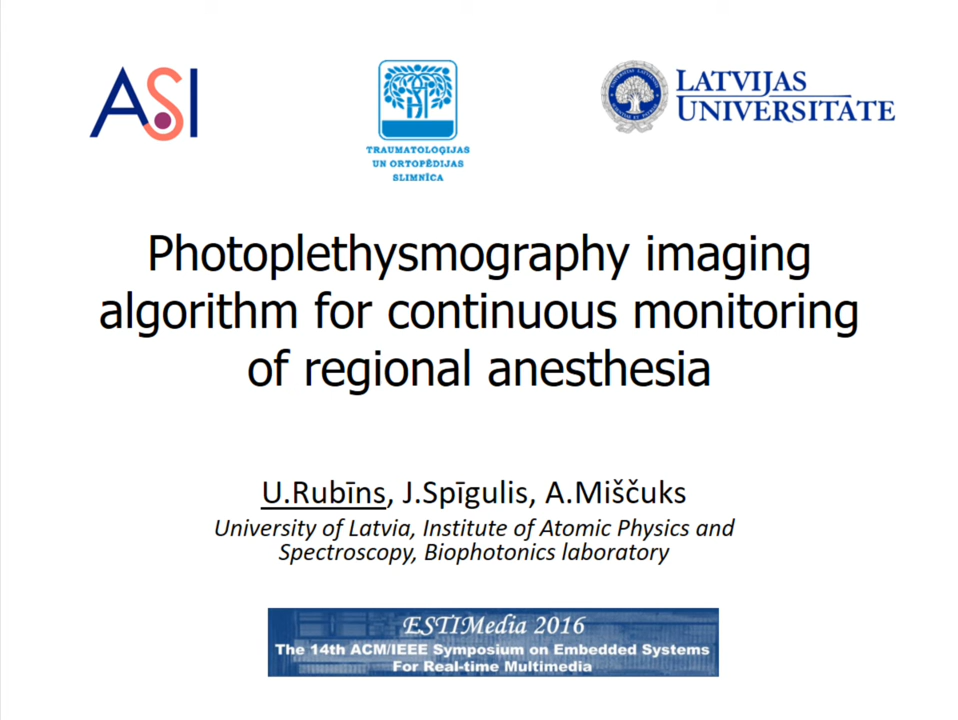 ASI
TRAUMATOLOĢIJAS
UN ORTOPĒDIJAS
SLIMNĪCA
LATVIJAS
UNIVERSITĀTE
Photoplethysmography imaging
algorithm for continuous monitoring
of regional anesthesia
U.Rubīns, J.Spīgulis, A.Miščuks
University of Latvia, Institute of Atomic Physics and
Spectroscopy, Biophotonics laboratory
ESTIMedia 2016
The 14th ACM/IEEE Symposium on Embedded Systems
For Real-time Multimedia